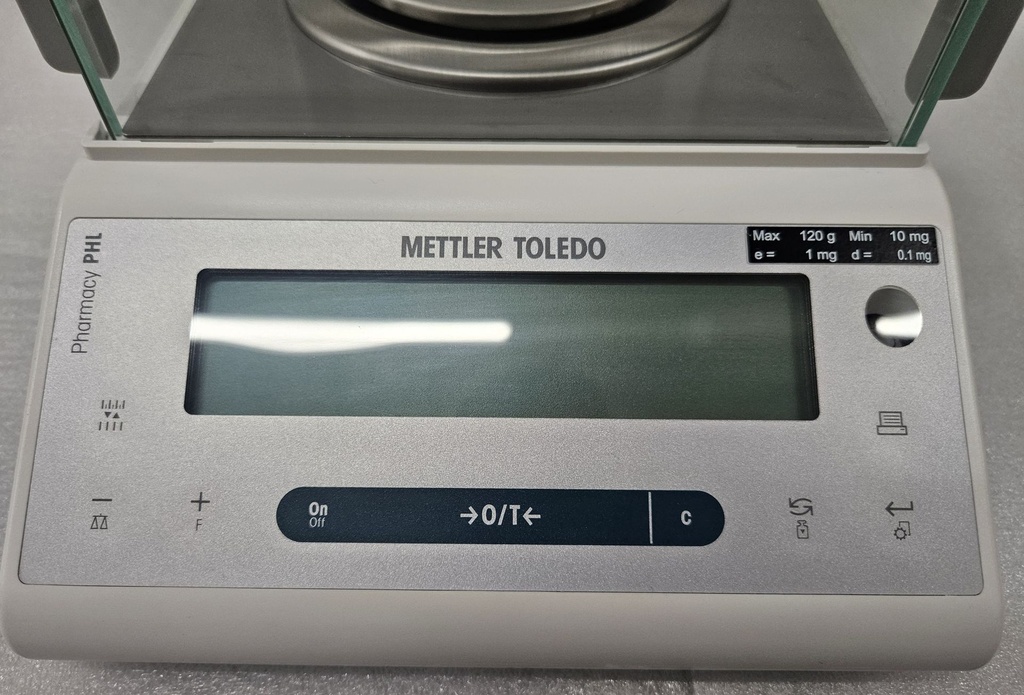 METTLER TOLEDO
Max 120 g Min 10 mg
e = 1 mg d = 0.1 mg
Pharmacy PHL
F
On
Off
→0/T←
C